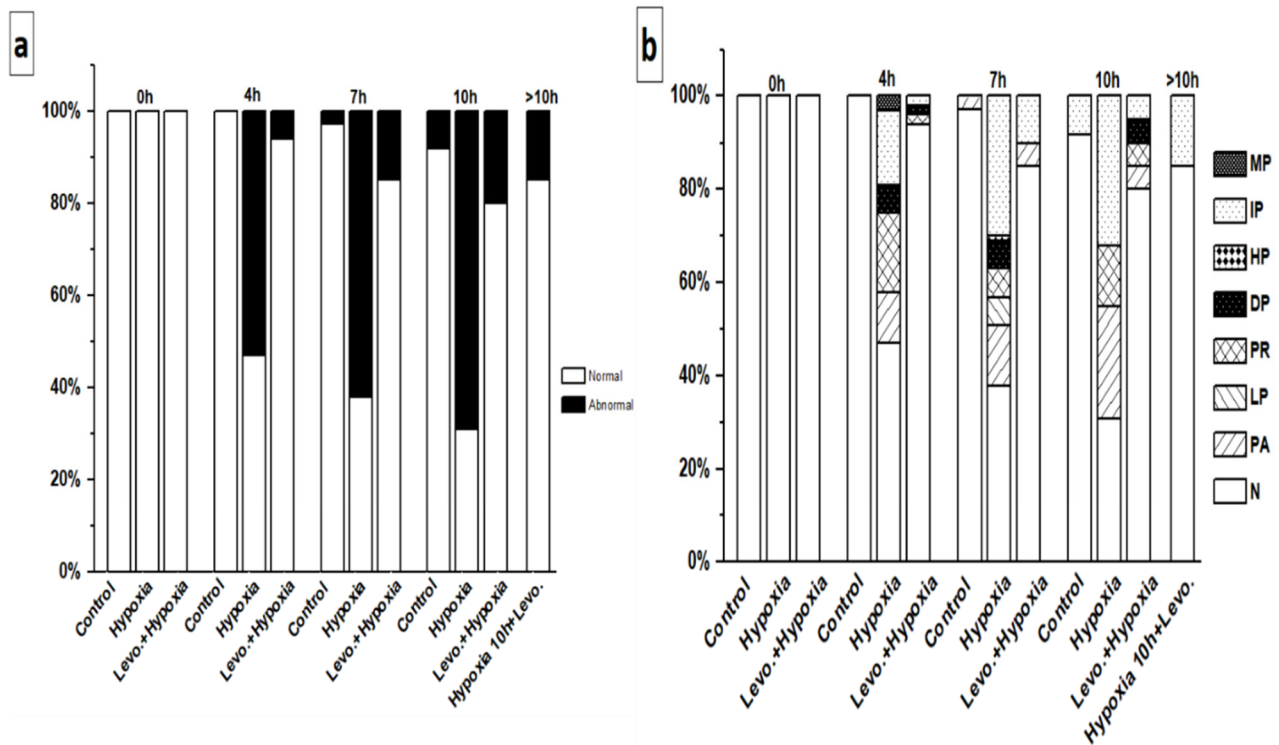 a
0h
4h
7h
10h
>10h
100%
80%
60%
40%
20%
0%
Normal
Abnormal
Control
Hypoxia
Levo.+Hypoxia
Control
Hypoxia
Levo.+Hypoxia
Control
Hypoxia
Levo.+Hypoxia
Control
Hypoxia
Levo.+Hypoxia
Hypoxia 10h+Levo.
b
0h
4h
7h
10h
>10h
100%
80%
60%
40%
20%
0%
MP
IP
HP
DP
PR
LP
PA
N
Control
Hypoxia
Levo.+Hypoxia
Control
Hypoxia
Levo.+Hypoxia
Control
Hypoxia
Levo.+Hypoxia
Control
Hypoxia
Levo.+Hypoxia
Hypoxia 10h+Levo.